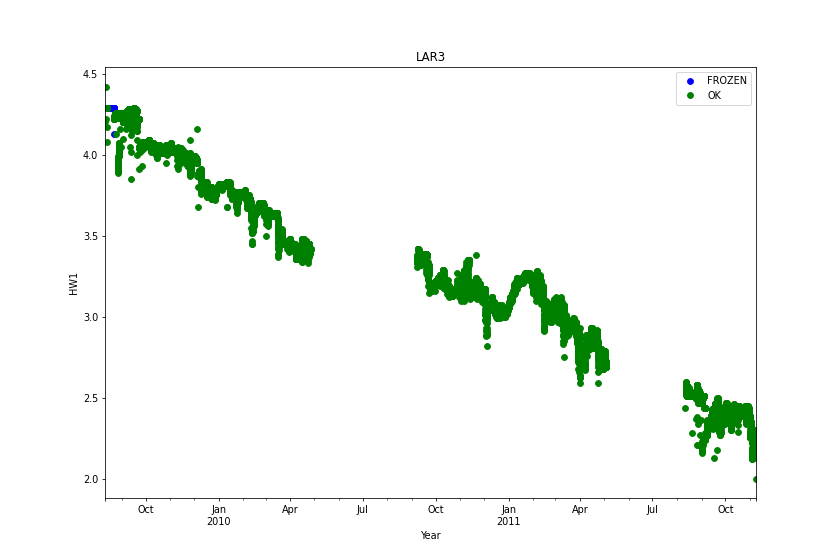 LAR3
4.5
4.0
3.5
3.0
2.5
2.0
HW1
FROZEN
OK
Oct Jan Apr Jul Oct Jan Apr Jul Oct
2010 2011
Year